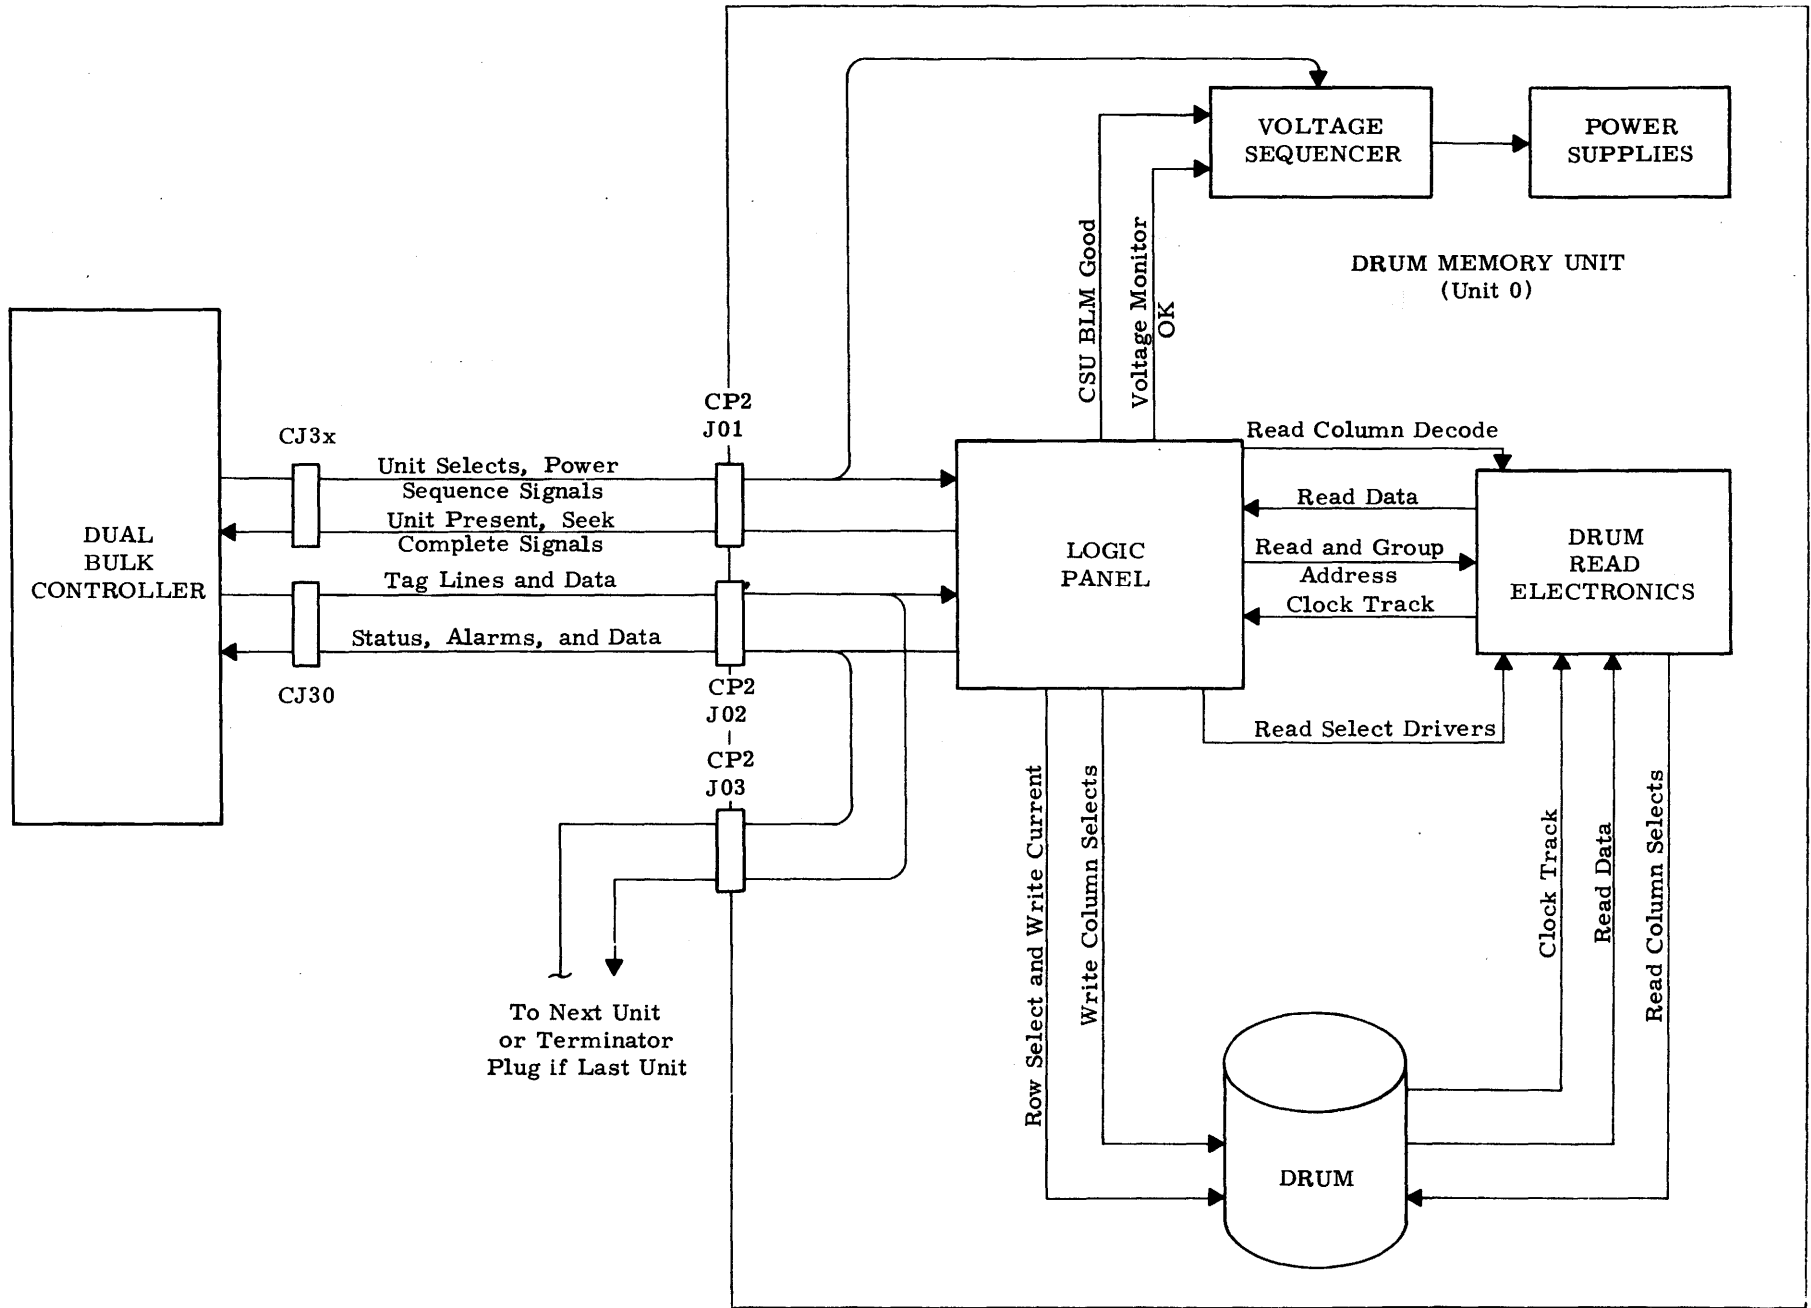 VOLTAGE
SEQUENCER
POWER
SUPPLIES
DRUM MEMORY UNIT
(Unit 0)
CSU BLM Good
Voltage Monitor
OK
CP2
J01
CJ3x
Unit Selects, Power
Sequence Signals
Unit Present, Seek
Complete Signals
Tag Lines and Data
Status, Alarms, and Data
DUAL
BULK
CONTROLLER
CJ30
CP2
J02
CP2
J03
LOGIC
PANEL
Read Column Decode
Read Data
Read and Group
Address
Clock Track
DRUM
READ
ELECTRONICS
Read Select Drivers
Row Select and Write Current
Write Column Selects
Clock Track
Read Data
Read Column Selects
To Next Unit
or Terminator
Plug if Last Unit
DRUM